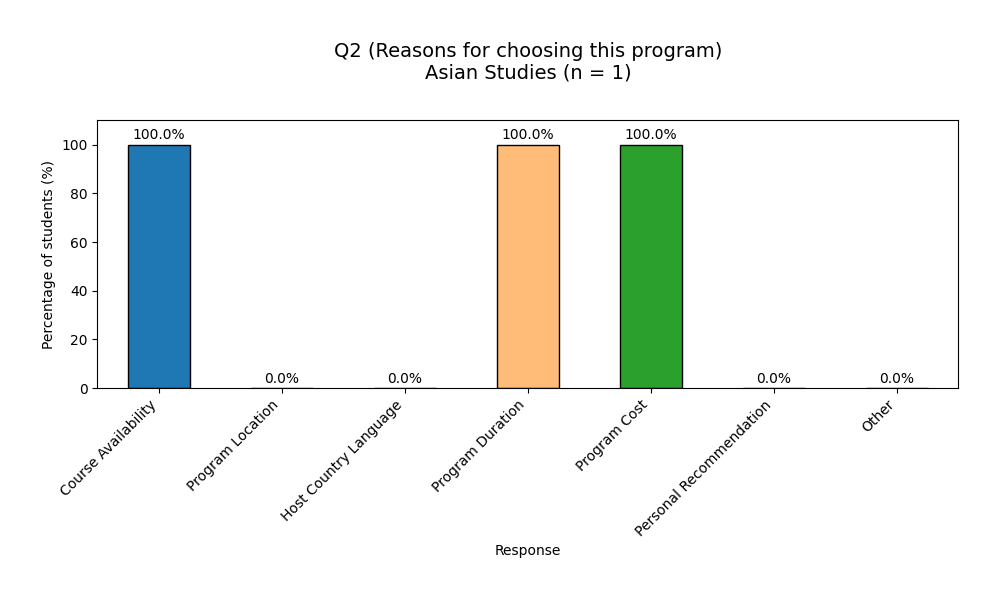 Q2 (Reasons for choosing this program)
Asian Studies (n = 1)
100.0%
0.0%
0.0%
100.0%
100.0%
0.0%
0.0%
Percentage of students (%)
100
80
60
40
20
0
Course Availability
Program Location
Host Country Language
Program Duration
Program Cost
Personal Recommendation
Other
Response